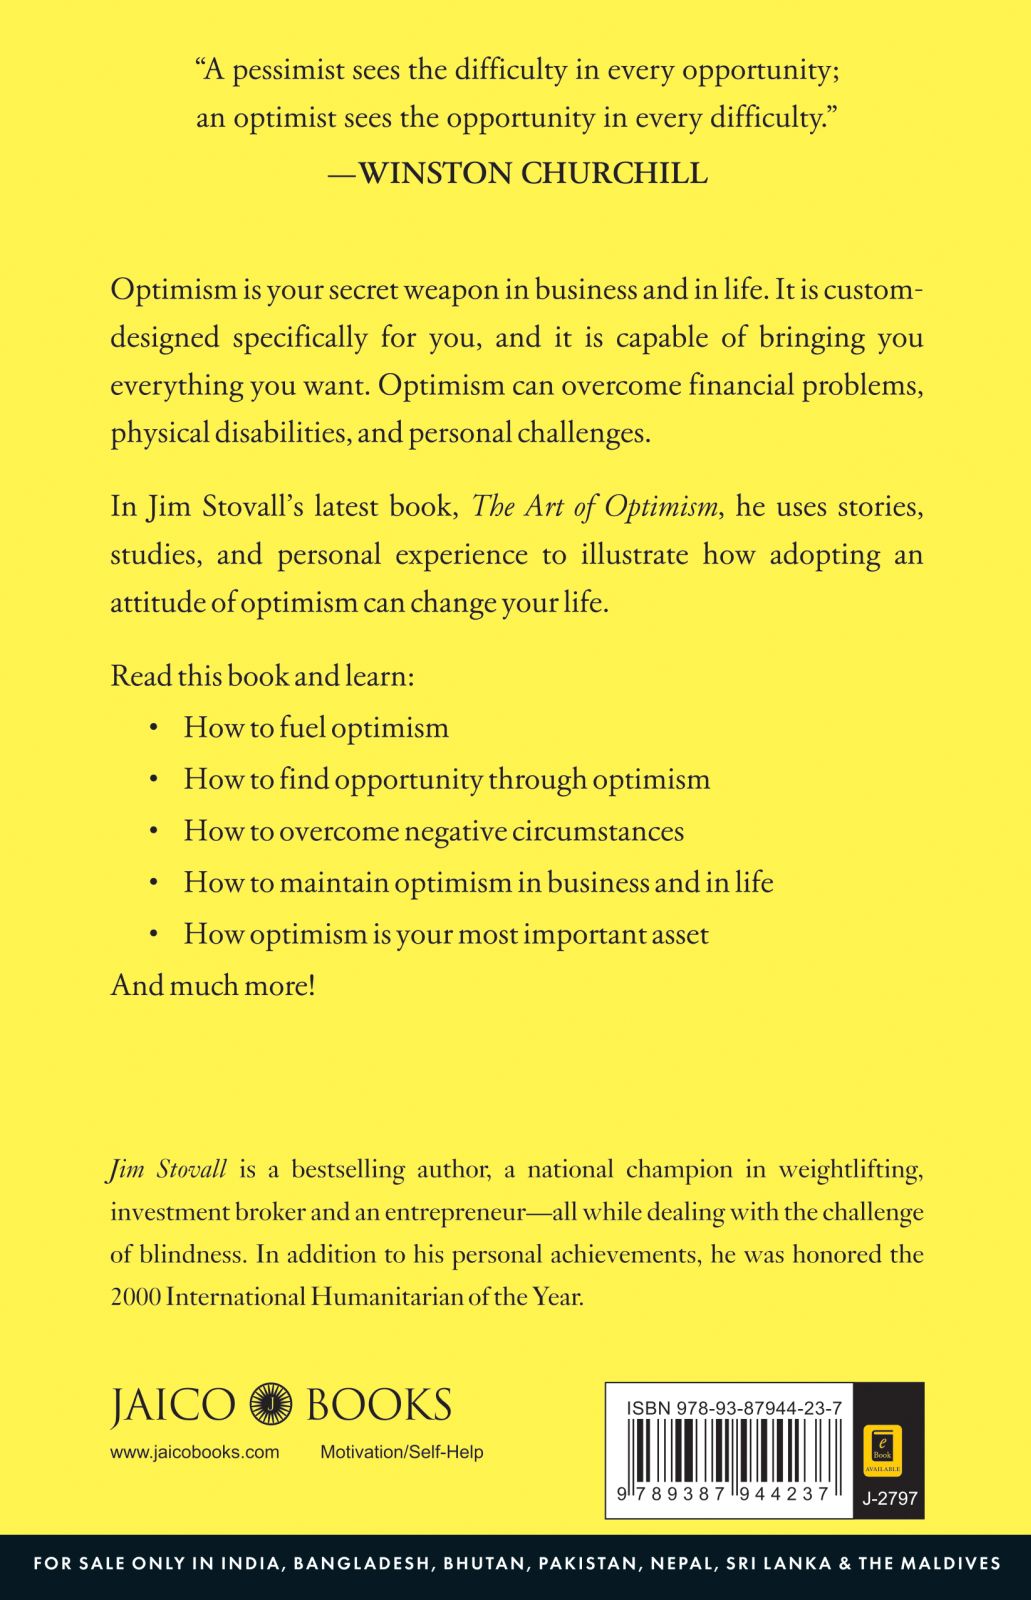 “A pessimist sees the difficulty in every opportunity;
an optimist sees the opportunity in every difficulty.”
—WINSTON CHURCHILL
Optimism is your secret weapon in business and in life. It is custom-
designed specifically for you, and it is capable of bringing you
everything you want. Optimism can overcome financial problems,
physical disabilities, and personal challenges.
In Jim Stovall’s latest book, The Art of Optimism, he uses stories,
studies, and personal experience to illustrate how adopting an
attitude of optimism can change your life.
Read this book and learn:
• How to fuel optimism
• How to find opportunity through optimism
• How to overcome negative circumstances
• How to maintain optimism in business and in life
• How optimism is your most important asset
And much more!
Jim Stovall is a bestselling author, a national champion in weightlifting,
investment broker and an entrepreneur—all while dealing with the challenge
of blindness. In addition to his personal achievements, he was honored the
2000 International Humanitarian of the Year.
JAICO J BOOKS
www.jaicobooks.com Motivation/Self-Help
ISBN 978-93-87944-23-7
9 789387 944237
e
Book
AVAILABLE
J-2797
FOR SALE ONLY IN INDIA, BANGLADESH, BHUTAN, PAKISTAN, NEPAL, SRI LANKA & THE MALDIVES